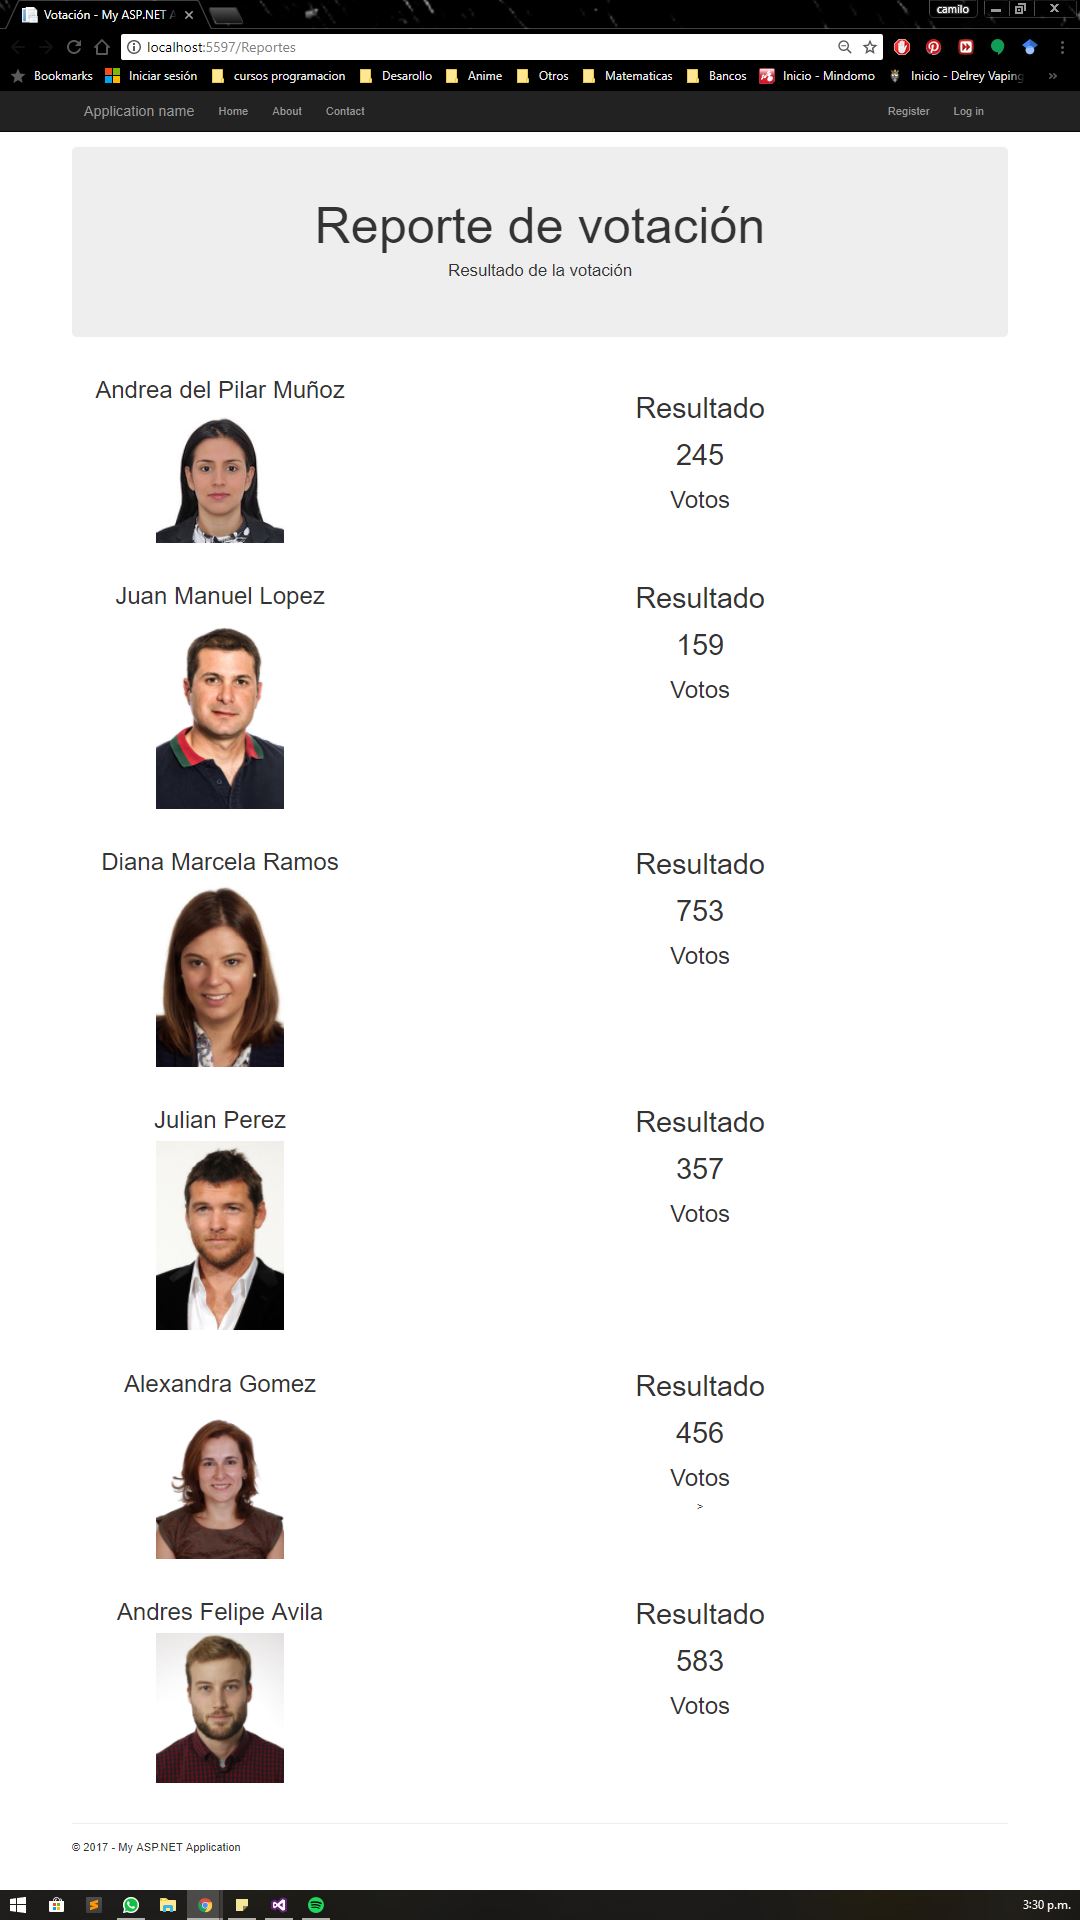 Votación - My ASP.NET A
camilo
localhost:5597/Reportes
Bookmarks Iniciar sesión cursos programacion Desarollo Anime Otros Matematicas Bancos Inicio - Mindomo Inicio - Delrey Vaping »
Application name Home About Contact Register Log in
Reporte de votación
Resultado de la votación
Andrea del Pilar Muñoz
Resultado
245
Votos
Juan Manuel Lopez
Resultado
159
Votos
Diana Marcela Ramos
Resultado
753
Votos
Julian Perez
Resultado
357
Votos
Alexandra Gomez
Resultado
456
Votos
>
Andres Felipe Avila
Resultado
583
Votos
© 2017 - My ASP.NET Application
3:30 p.m.